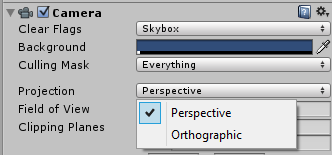 Camera
Clear Flags Skybox
Background
Culling Mask Everything
Projection Perspective
Field of View Perspective
Clipping Planes Orthographic